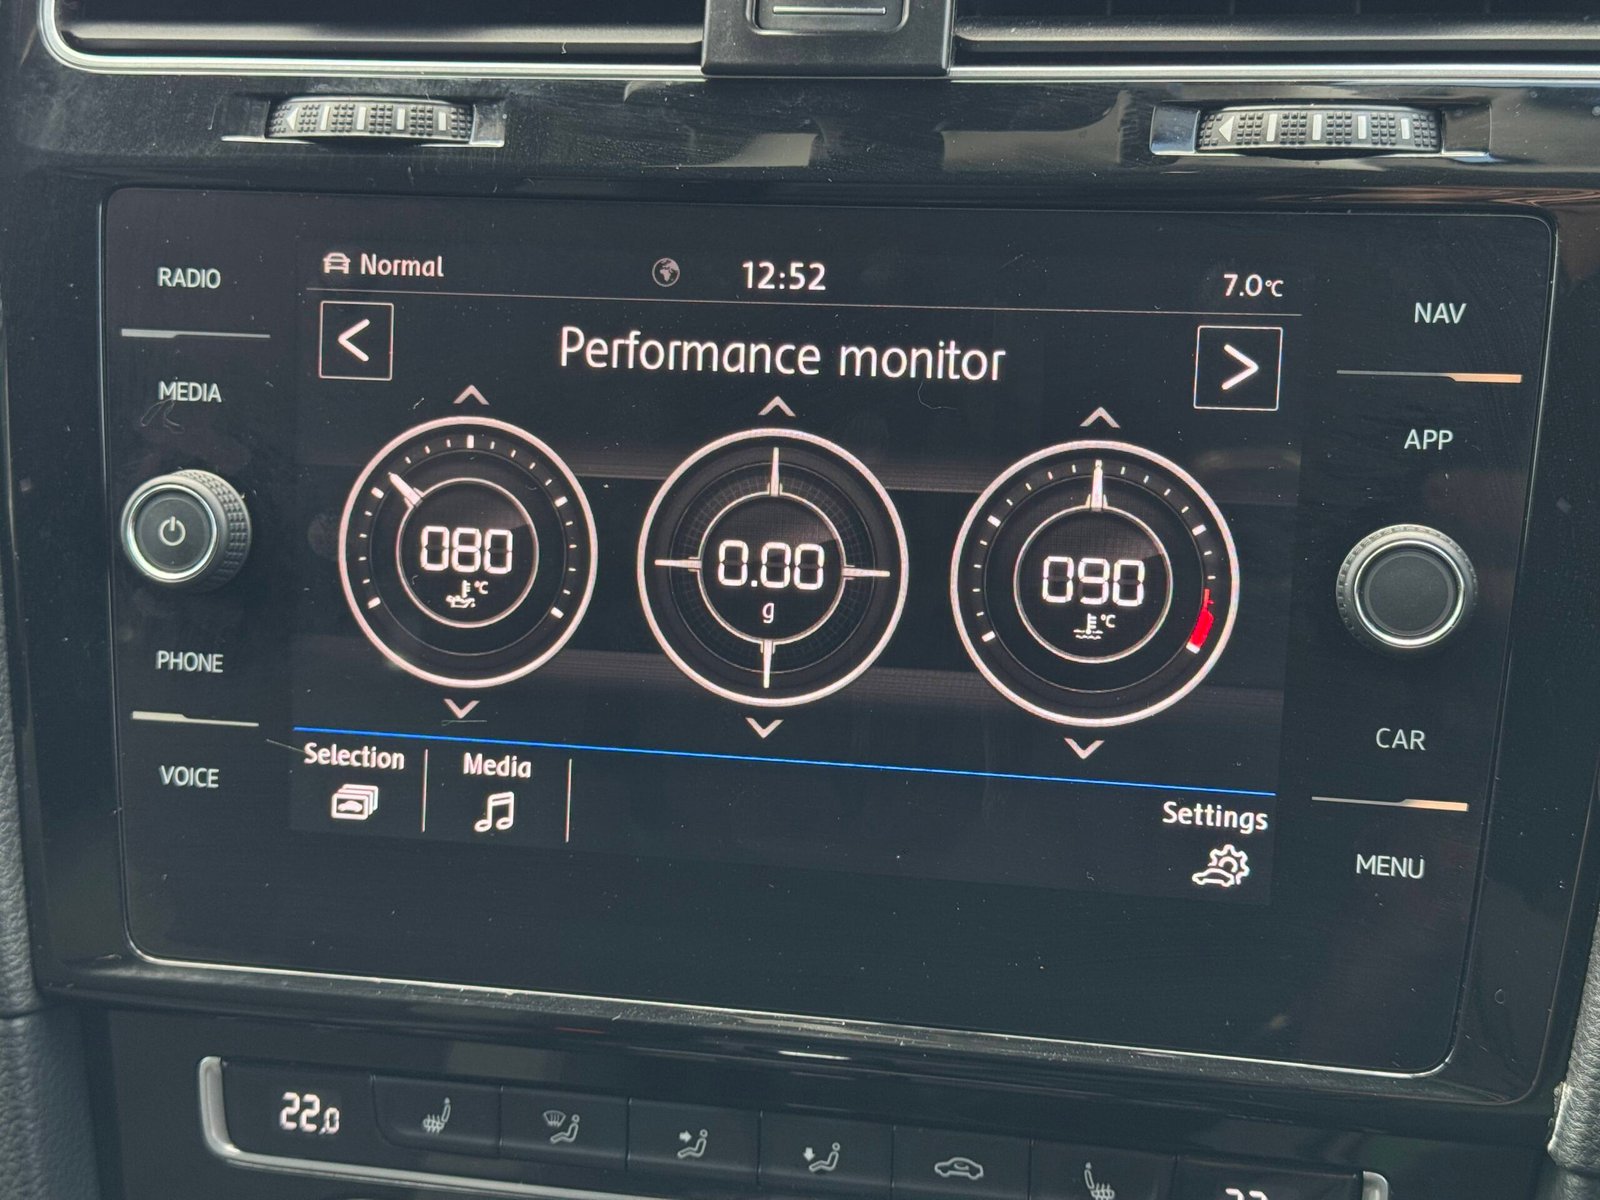 RADIO
MEDIA
PHONE
VOICE
Normal
12:52
7.0°C
Performance monitor
080
°C
0.00
g
090
°C
Selection
Media
Settings
NAV
APP
CAR
MENU
22,0